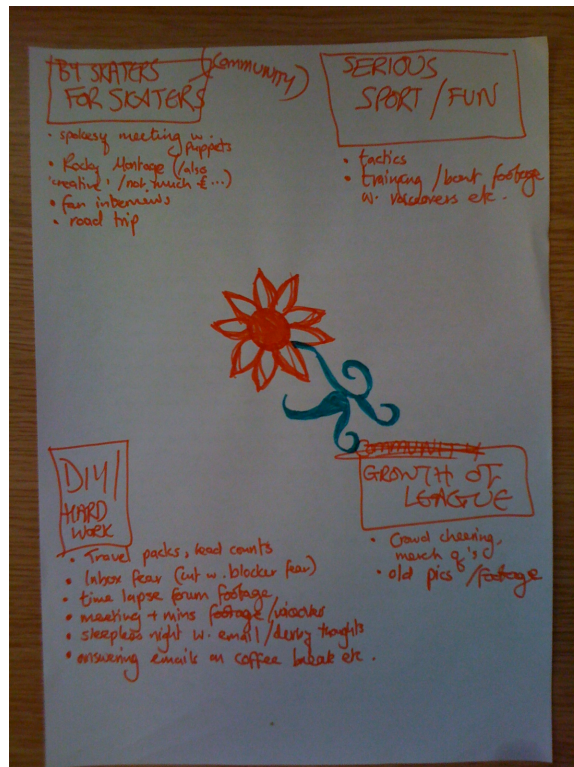 BY SKATERS
FOR SKATERS
(COMMUNITY)
• spokesy meeting w.
puppets
• Rocky Montage (/also
'creative' /not much € ...)
• fan interviews
• road trip
SERIOUS
SPORT / FUN
• tactics
• training / bout footage
w. voiceovers etc.
DIY /
HARD
WORK
• Travel packs, head counts
• Inbox fear (cut w. blocker fear)
• time lapse forum footage
• meeting + mins footage / voiceover
• sleepless night w. email / derby thoughts
• answering emails on coffee break etc.
COMMUNITY
GROWTH OF
LEAGUE
• Crowd cheering,
merch q's
• old pics / footage